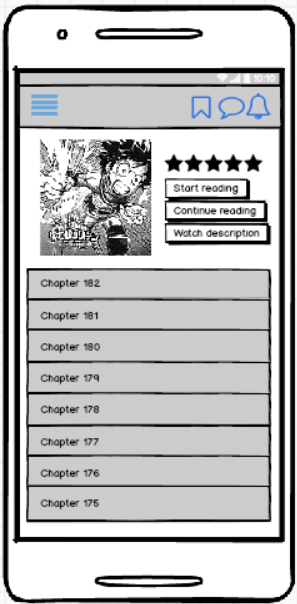 10:10
Start reading
Continue reading
Watch description
Chapter 182
Chapter 181
Chapter 180
Chapter 179
Chapter 178
Chapter 177
Chapter 176
Chapter 175